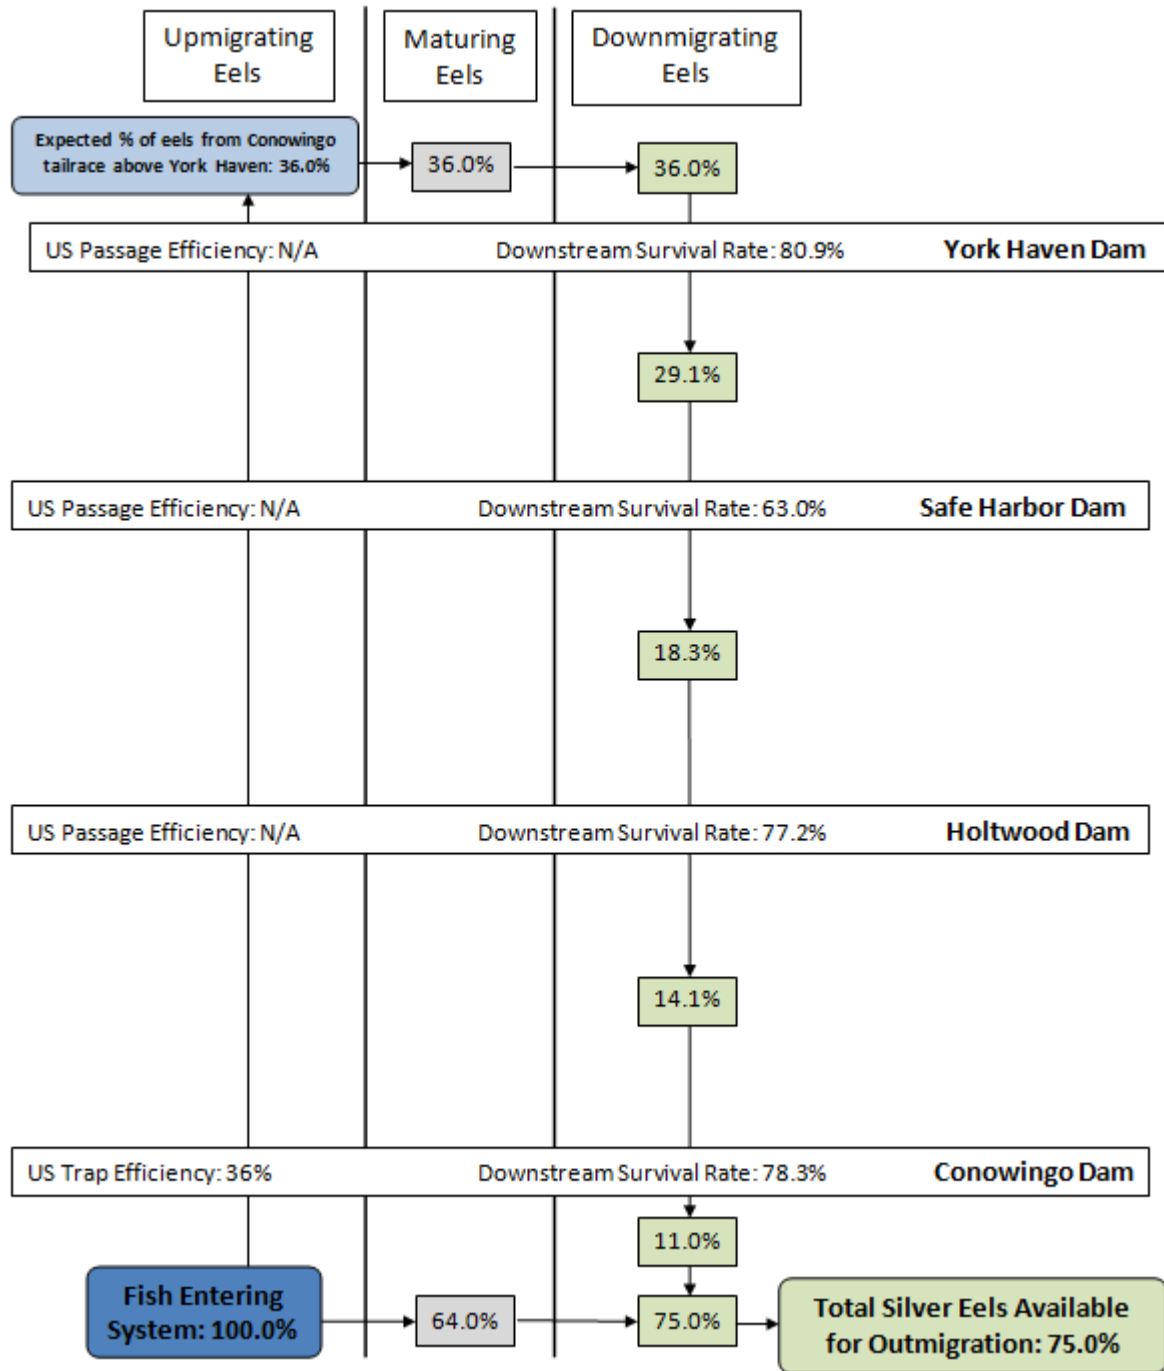 Upmigrating
Eels
Maturing
Eels
Downmigrating
Eels
Expected % of eels from Conowingo
tailrace above York Haven: 36.0%
36.0%
36.0%
US Passage Efficiency: N/A
Downstream Survival Rate: 80.9%
York Haven Dam
29.1%
US Passage Efficiency: N/A
Downstream Survival Rate: 63.0%
Safe Harbor Dam
18.3%
US Passage Efficiency: N/A
Downstream Survival Rate: 77.2%
Holtwood Dam
14.1%
US Trap Efficiency: 36%
Downstream Survival Rate: 78.3%
Conowingo Dam
11.0%
Fish Entering
System: 100.0%
64.0%
75.0%
Total Silver Eels Available
for Outmigration: 75.0%